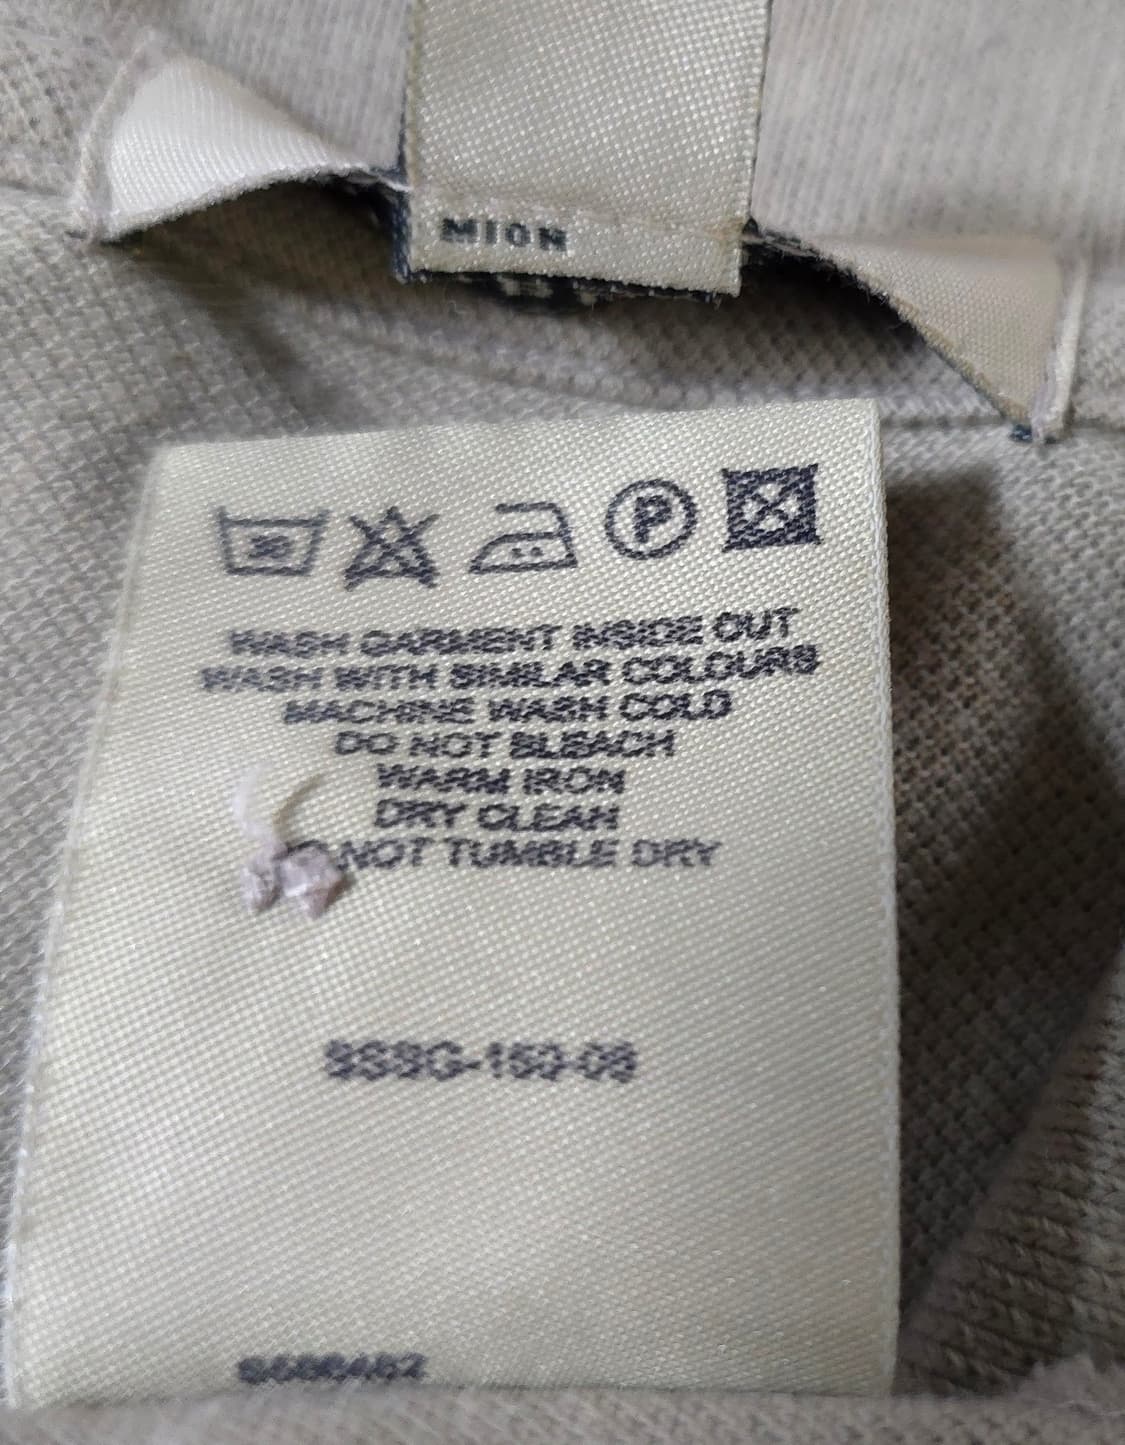 MION
30
P
WASH GARMENT INSIDE OUT
WASH WITH SIMILAR COLOURS
MACHINE WASH COLD
DO NOT BLEACH
WARM IRON
DRY CLEAN
NOT TUMBLE DRY